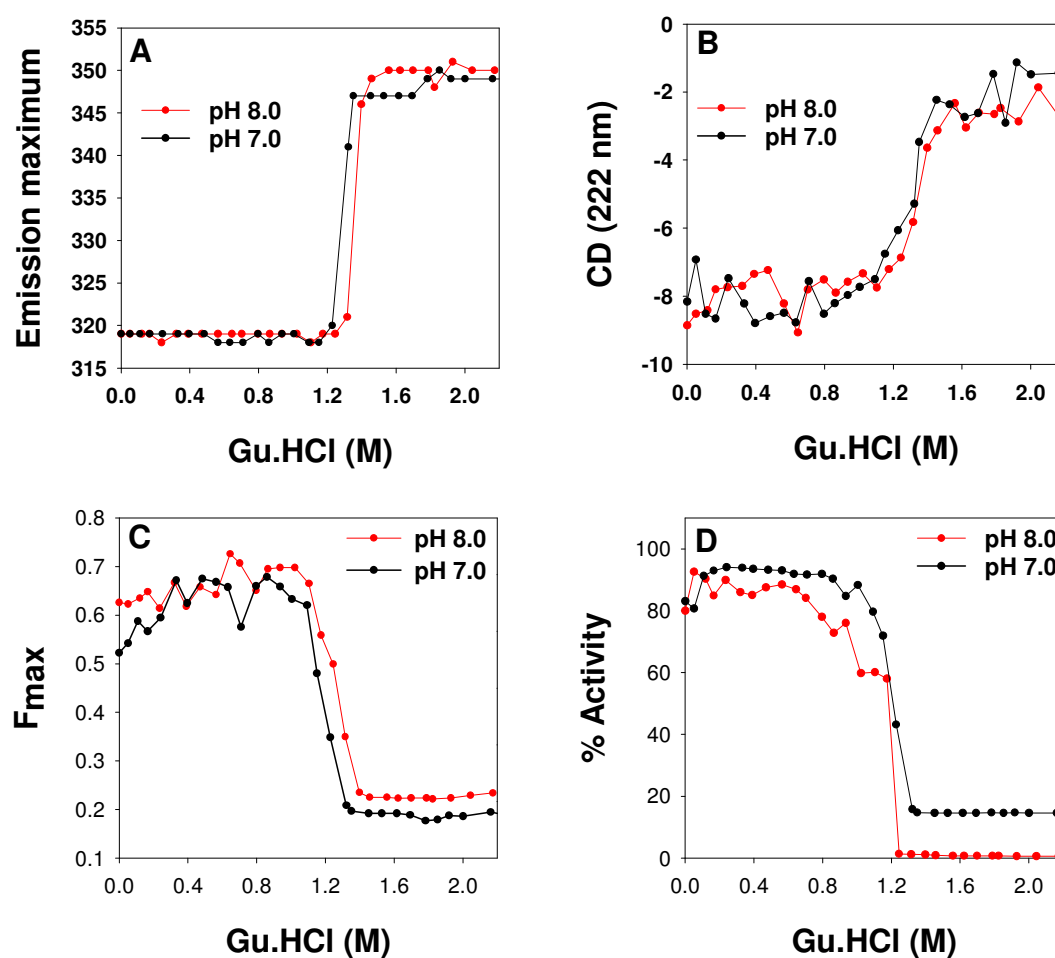 A
Emission maximum
355
350
345
340
335
330
325
320
315
pH 8.0
pH 7.0
0.0 0.4 0.8 1.2 1.6 2.0
Gu.HCl (M)
B
CD (222 nm)
0
-2
-4
-6
-8
-10
pH 8.0
pH 7.0
0.0 0.4 0.8 1.2 1.6 2.0
Gu.HCl (M)
C
Fmax
0.8
0.7
0.6
0.5
0.4
0.3
0.2
0.1
pH 8.0
pH 7.0
0.0 0.4 0.8 1.2 1.6 2.0
Gu.HCl (M)
D
% Activity
100
80
60
40
20
0
pH 8.0
pH 7.0
0.0 0.4 0.8 1.2 1.6 2.0
Gu.HCl (M)